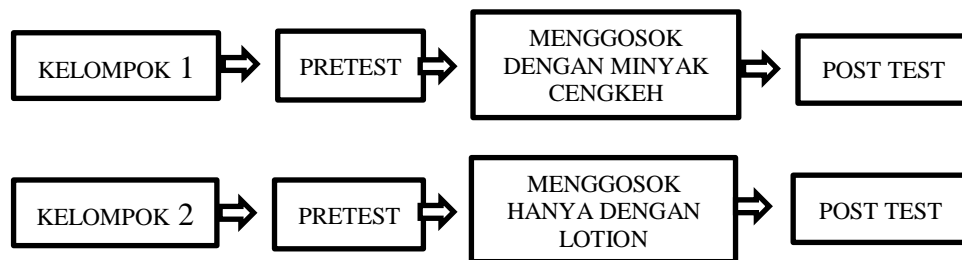 KELOMPOK 1
PRETEST
MENGGOSOK
DENGAN MINYAK
CENGKEH
POST TEST
KELOMPOK 2
PRETEST
MENGGOSOK
HANYA DENGAN
LOTION
POST TEST